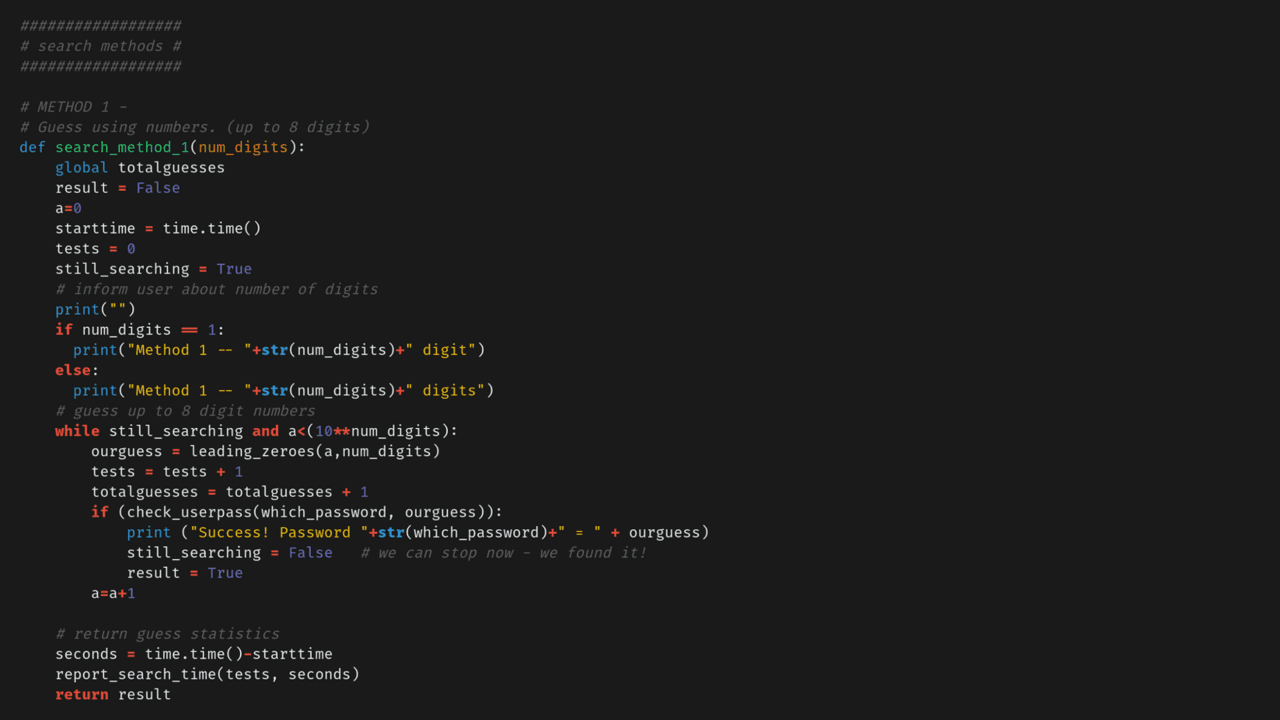 ##################
# search methods #
##################
# METHOD 1 -
# Guess using numbers. (up to 8 digits)
def search_method_1(num_digits):
    global totalguesses
    result = False
    a=0
    starttime = time.time()
    tests = 0
    still_searching = True
    # inform user about number of digits
    print("")
    if num_digits == 1:
      print("Method 1 -- "+str(num_digits)+" digit")
    else:
      print("Method 1 -- "+str(num_digits)+" digits")
    # guess up to 8 digit numbers
    while still_searching and a<(10**num_digits):
        ourguess = leading_zeroes(a,num_digits)
        tests = tests + 1
        totalguesses = totalguesses + 1
        if (check_userpass(which_password, ourguess)):
            print ("Success! Password "+str(which_password)+" = " + ourguess)
            still_searching = False   # we can stop now - we found it!
            result = True
        a=a+1
    # return guess statistics
    seconds = time.time()-starttime
    report_search_time(tests, seconds)
    return result